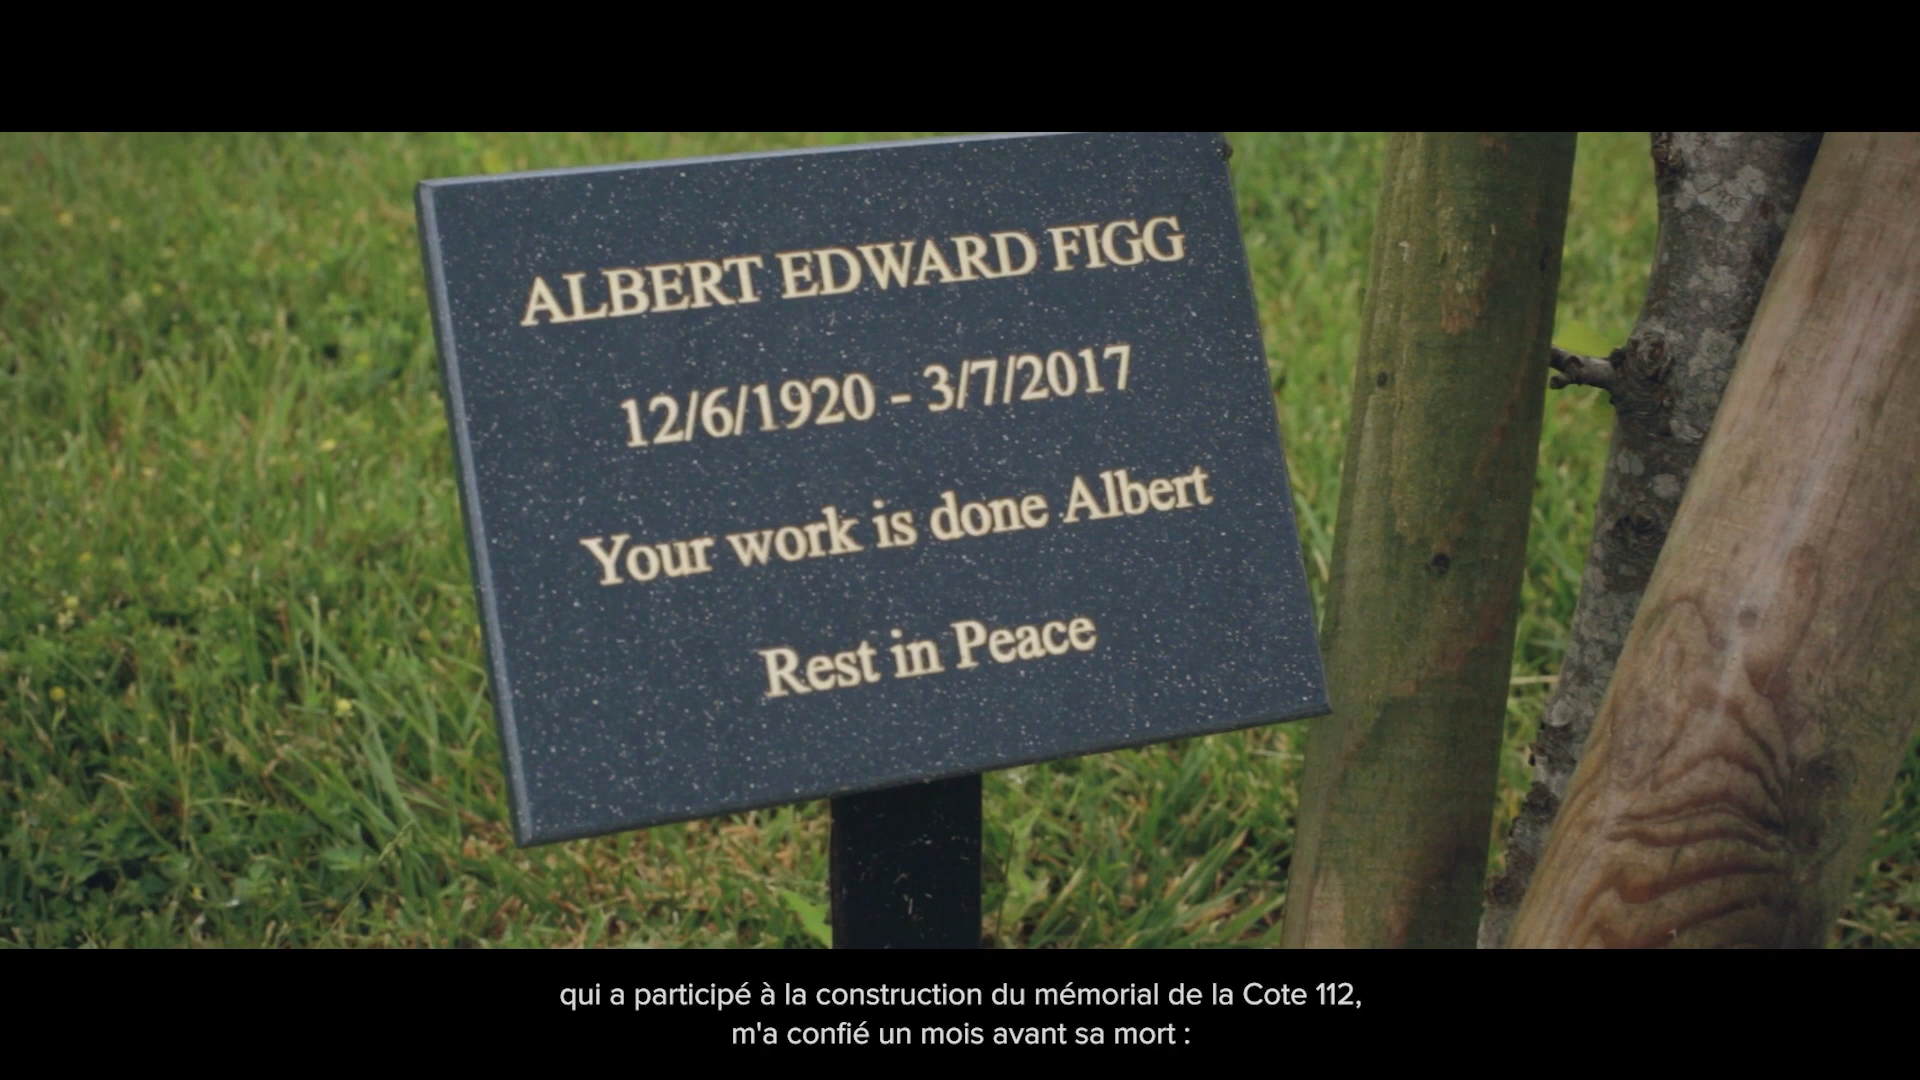 ALBERT EDWARD FIGG
12/6/1920 - 3/7/2017
Your work is done Albert
Rest in Peace
qui a participé à la construction du mémorial de la Cote 112,
m'a confié un mois avant sa mort :